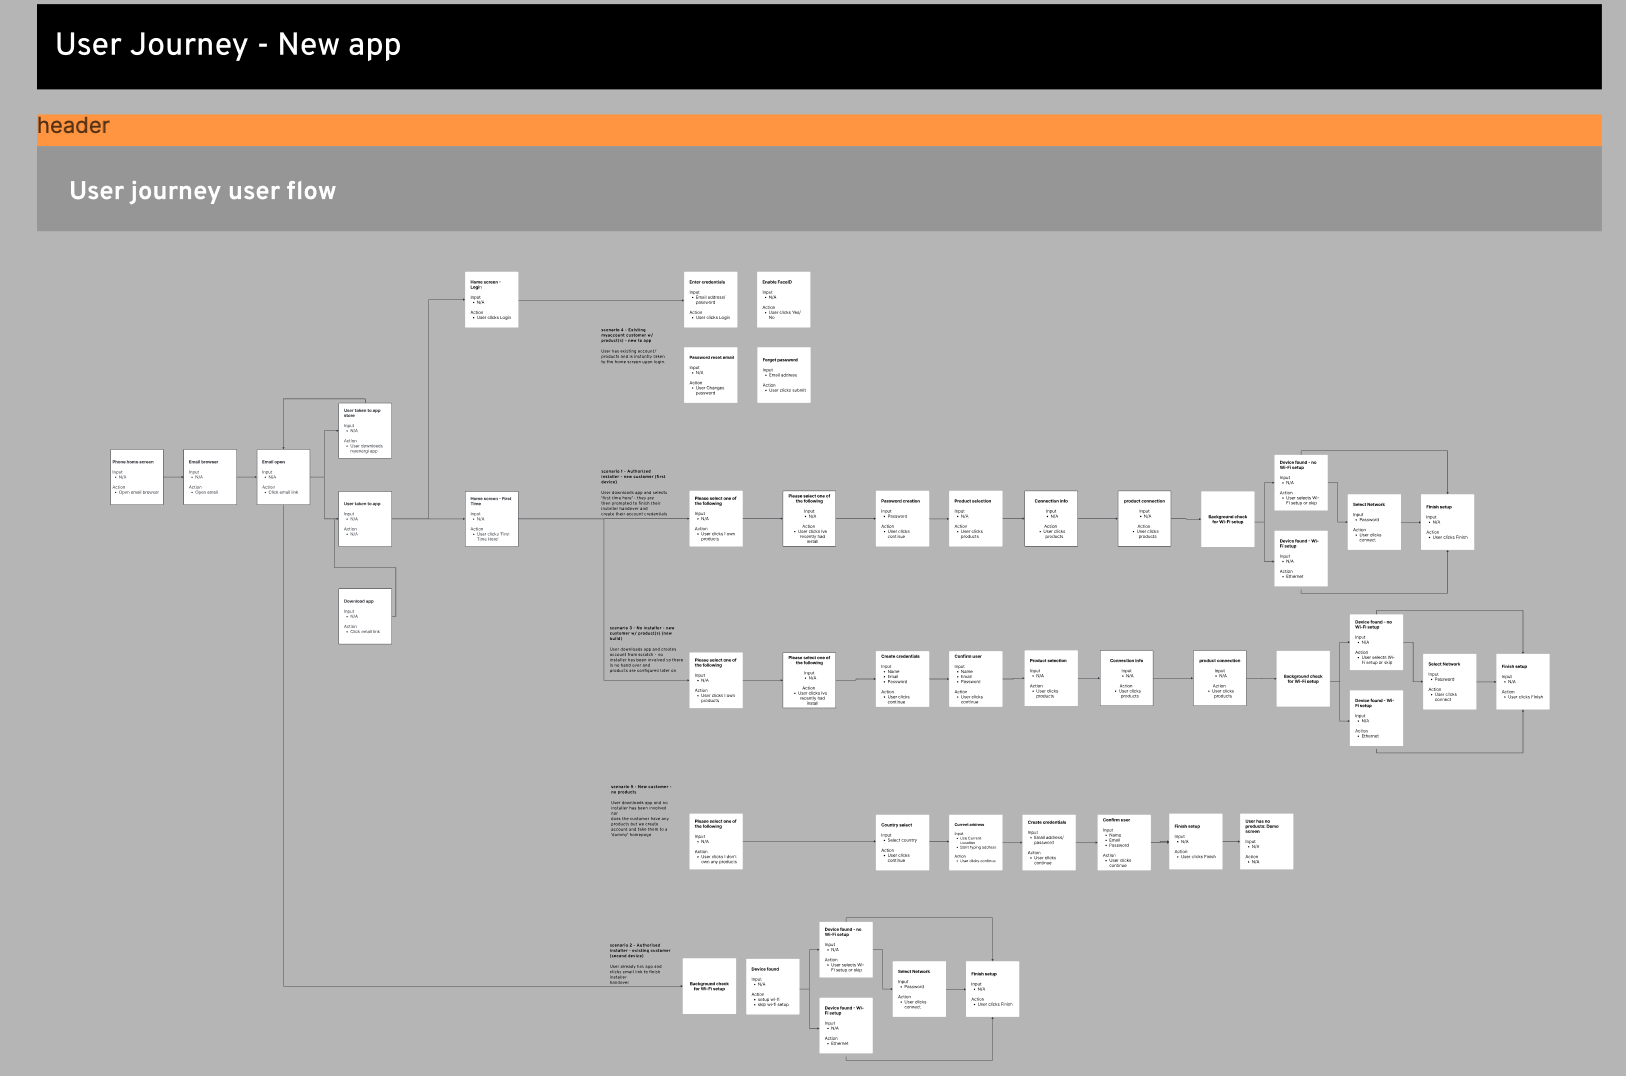 User Journey - New app
header
User journey user flow
Home screen -
Login
Input
• N/A
Action
• User clicks Login
Enter credentials
Input
• Email address/
password
Action
• User clicks Login
Enable FaceID
Input
• N/A
Action
• User clicks Yes/
No
scenario 4 - Existing
myaccount customer w/
product(s) - new to app
User has existing account/
products and is instantly taken
to the home screen upon login.
Password reset email
Input
• N/A
Action
• User Changes
password
Forgot password
Input
• Email address
Action
• User clicks submit
User taken to app
store
Input
• N/A
Action
• User downloads
myenergi app
Phone home screen
Input
• N/A
Action
• Open email browser
Email browser
Input
• N/A
Action
• Open email
Email open
Input
• N/A
Action
• Click email link
User taken to app
Input
• N/A
Action
• N/A
Home screen - First
Time
Input
• N/A
Action
• User clicks 'First
Time Here'
Download app
Input
• N/A
Action
• Click email link
scenario 1 - Authorised
installer - new customer (first
device)
User downloads app and selects
'first time here' - they are
then prompted to finish their
installer handover and
create their account credentials
Please select one of
the following
Input
• N/A
Action
• User clicks I own
products
Please select one of
the following
Input
• N/A
Action
• User clicks Ive
recently had
install
Password creation
Input
• Password
Action
• User clicks
continue
Product selection
Input
• N/A
Action
• User clicks
products
Connection info
Input
• N/A
Action
• User clicks
products
product connection
Input
• N/A
Action
• User clicks
products
Background check
for Wi-Fi setup
Device found - no
Wi-Fi setup
Input
• N/A
Action
• User selects Wi-
Fi setup or skip
Device found - Wi-
Fi setup
Input
• N/A
Action
• Ethernet
Select Network
Input
• Password
Action
• User clicks
connect
Finish setup
Input
• N/A
Action
• User clicks Finish
scenario 3 - No installer - new
customer w/ product(s) (new
build)
User downloads app and creates
account from scratch - no
installer has been involved so there
is no hand over and
products are configured later on
Please select one of
the following
Input
• N/A
Action
• User clicks I own
products
Please select one of
the following
Input
• N/A
Action
• User clicks Ive
recently had
install
Create credentials
Input
• Name
• Email
• Password
Action
• User clicks
continue
Confirm user
Input
• Name
• Email
• Password
Action
• User clicks
continue
Product selection
Input
• N/A
Action
• User clicks
products
Connection info
Input
• N/A
Action
• User clicks
products
product connection
Input
• N/A
Action
• User clicks
products
Background check
for Wi-Fi setup
Device found - no
Wi-Fi setup
Input
• N/A
Action
• User selects Wi-
Fi setup or skip
Device found - Wi-
Fi setup
Input
• N/A
Action
• Ethernet
Select Network
Input
• Password
Action
• User clicks
connect
Finish setup
Input
• N/A
Action
• User clicks Finish
scenario 5 - New customer -
no products
User downloads app and no
installer has been involved
nor
does the customer have any
products but we create
account and take them to a
'dummy' homepage
Please select one of
the following
Input
• N/A
Action
• User clicks I don't
own any products
Country select
Input
• Select country
Action
• User clicks
continue
Current address
Input
• Use Current
Location
• Start typing address
Action
• User clicks continue
Create credentials
Input
• Email address/
password
Action
• User clicks
continue
Confirm user
Input
• Name
• Email
• Password
Action
• User clicks
continue
Finish setup
Input
• N/A
Action
• User clicks Finish
User has no
products: Demo
screen
Input
• N/A
Action
• N/A
scenario 2 - Authorised
installer - existing customer
(second device)
User already has app and
clicks email link to finish
installer
handover
Background check
for Wi-Fi setup
Device found
Input
• N/A
Action
• setup wi-fi
• skip wi-fi setup
Device found - no
Wi-Fi setup
Input
• N/A
Action
• User selects Wi-
Fi setup or skip
Device found - Wi-
Fi setup
Input
• N/A
Action
• Ethernet
Select Network
Input
• Password
Action
• User clicks
connect
Finish setup
Input
• N/A
Action
• User clicks Finish